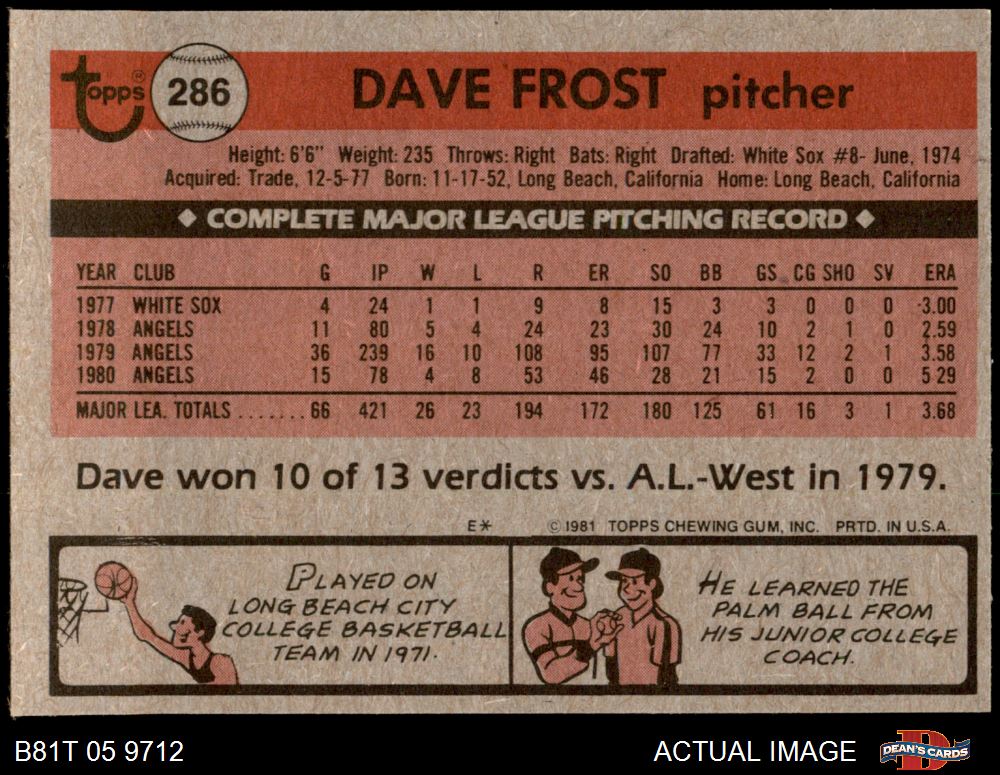 topps® 286 DAVE FROST pitcher
Height: 6'6" Weight: 235 Throws: Right Bats: Right Drafted: White Sox #8- June, 1974
Acquired: Trade, 12-5-77 Born: 11-17-52, Long Beach, California Home: Long Beach, California
◆ COMPLETE MAJOR LEAGUE PITCHING RECORD ◆
YEAR CLUB G IP W L R ER SO BB GS CG SHO SV ERA
1977 WHITE SOX 4 24 1 1 9 8 15 3 3 0 0 0 3.00
1978 ANGELS 11 80 5 4 24 23 30 24 10 2 1 0 2.59
1979 ANGELS 36 239 16 10 108 95 107 77 33 12 2 1 3.58
1980 ANGELS 15 78 4 8 53 46 28 21 15 2 0 0 5 29
MAJOR LEA. TOTALS ....... 66 421 26 23 194 172 180 125 61 16 3 1 3.68
Dave won 10 of 13 verdicts vs. A.L.-West in 1979.
E* © 1981 TOPPS CHEWING GUM, INC. PRTD. IN U.S.A.
PLAYED ON
LONG BEACH CITY
COLLEGE BASKETBALL
TEAM IN 1971.
HE LEARNED THE
PALM BALL FROM
HIS JUNIOR COLLEGE
COACH.
B81T 05 9712 ACTUAL IMAGE D DEAN'S CARDS